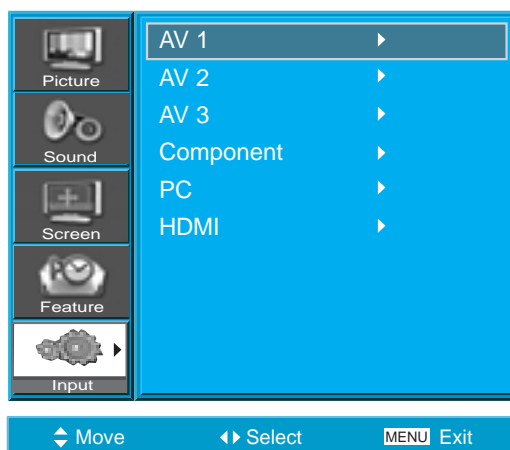 Picture
Sound
Screen
Feature
Input
AV 1
AV 2
AV 3
Component
PC
HDMI
Move Select MENU Exit